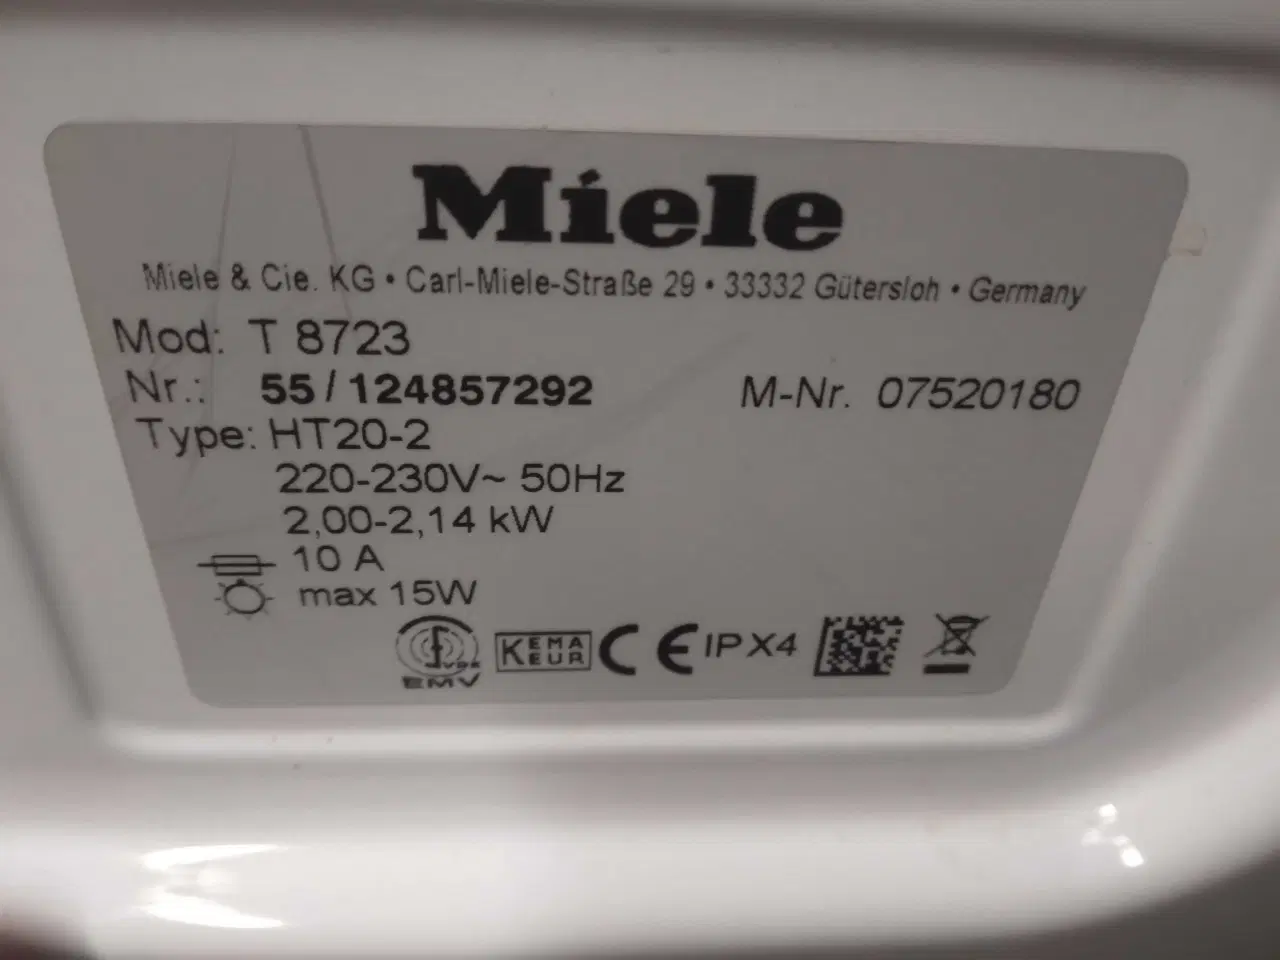 Miele
Miele & Cie. KG • Carl-Miele-Straße 29 • 33332 Gütersloh • Germany
Mod: T 8723
Nr.: 55 / 124857292 M-Nr. 07520180
Type: HT20-2
220-230V~ 50Hz
2,00-2,14 kW
10 A
max 15W
VDE
EMV
KEMA
KEUR
CE IPX4